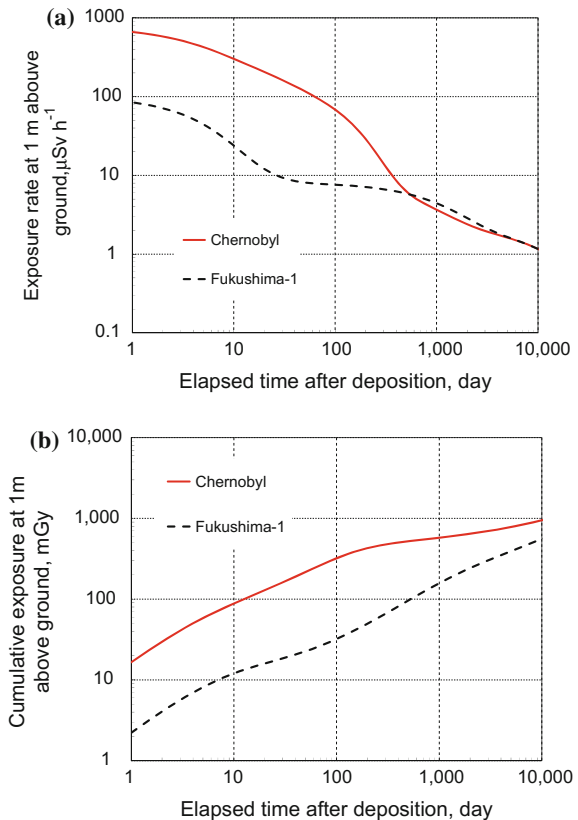 (a)
1000
100
10
1
0.1
Exposure rate at 1 m abouve
ground,μSv h⁻¹
Chernobyl
Fukushima-1
1
10
100
1,000
10,000
Elapsed time after deposition, day
(b)
10,000
1,000
100
10
1
Cumulative exposure at 1m
above ground, mGy
Chernobyl
Fukushima-1
1
10
100
1,000
10,000
Elapsed time after deposition, day